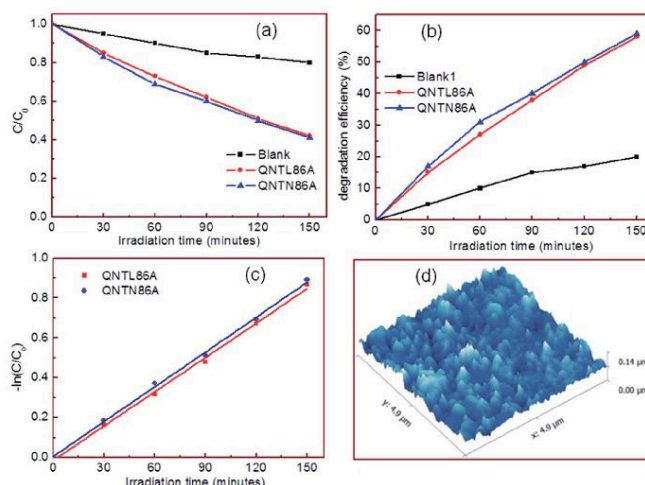 (a)
C/C0
1.0
0.8
0.6
0.4
0.2
0.0
Blank
QNTL86A
QNTN86A
0 30 60 90 120 150
Irradiation time (minutes)
(b)
degradation efficiency (%)
60
50
40
30
20
10
0
Blank1
QNTL86A
QNTN86A
0 30 60 90 120 150
Irradiation time (minutes)
(c)
-ln(C/C0)
1.0
0.8
0.6
0.4
0.2
-0.0
QNTL86A
QNTN86A
0 30 60 90 120 150
Irradiation time (minutes)
(d)
0.14 µm
0.00 µm
y: 4.9 µm
x: 4.9 µm